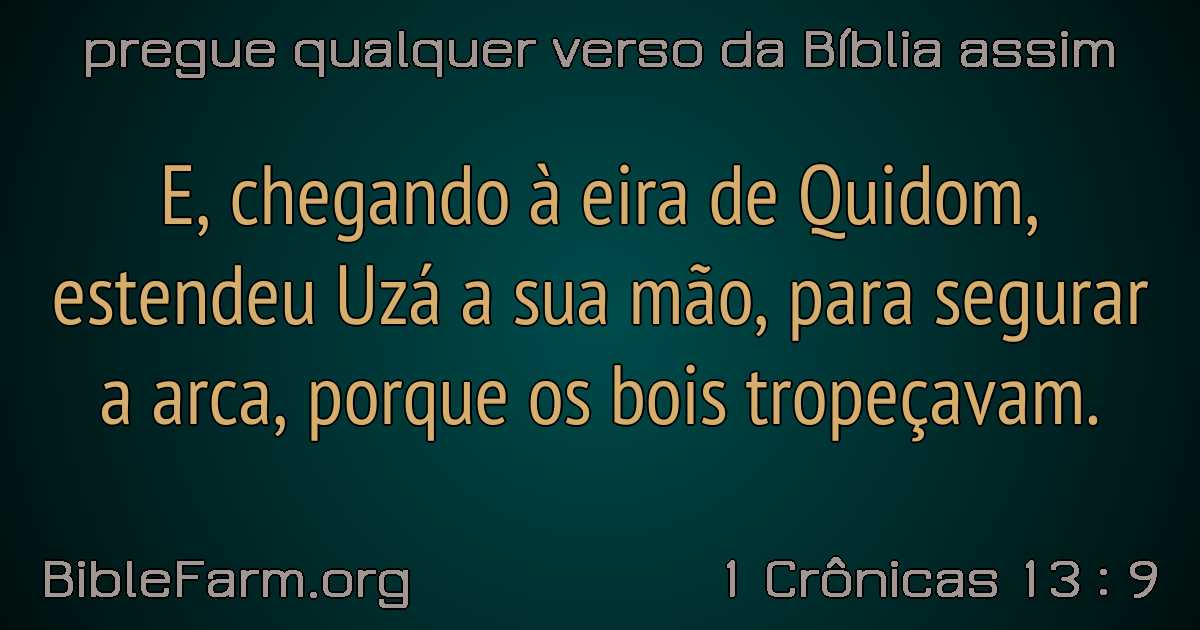 pregue qualquer verso da Bíblia assim
E, chegando à eira de Quidom,
estendeu Uzá a sua mão, para segurar
a arca, porque os bois tropeçavam.
BibleFarm.org
1 Crônicas 13 : 9